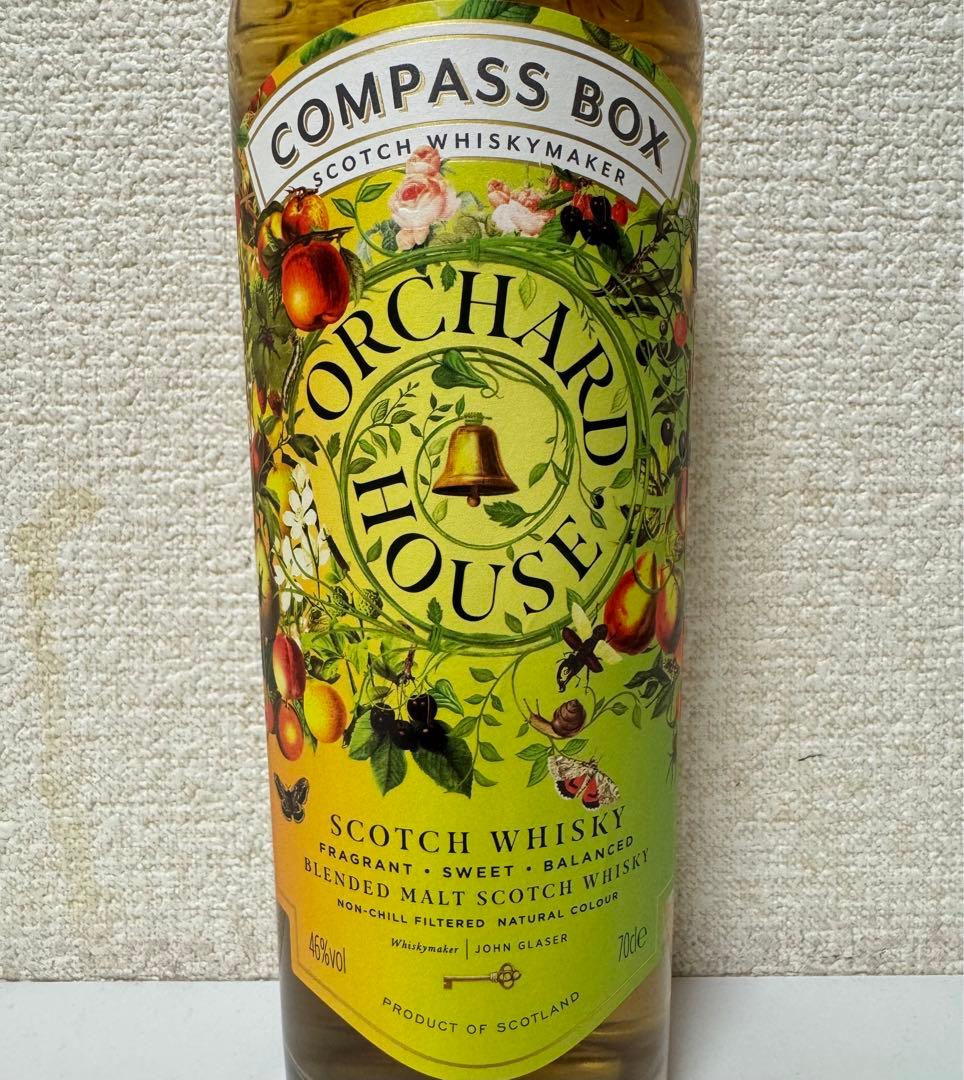 COMPASS BOX
SCOTCH WHISKYMAKER
ORCHARD
HOUSE
SCOTCH WHISKY
FRAGRANT • SWEET • BALANCED
BLENDED MALT SCOTCH WHISKY
NON-CHILL FILTERED NATURAL COLOUR
Whiskymaker | JOHN GLASER
46%vol
70cl e
PRODUCT OF SCOTLAND